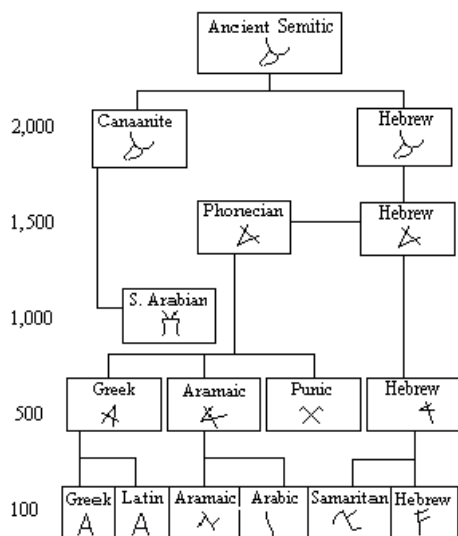 Ancient Semitic
2,000
Canaanite
Hebrew
1,500
Phonecian
Hebrew
1,000
S. Arabian
500
Greek
Aramaic
Punic
Hebrew
100
Greek
Latin
Aramaic
Arabic
Samaritan
Hebrew